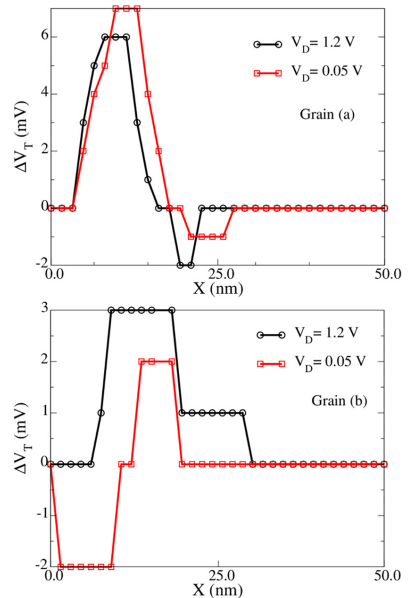 6
4
2
0
-2
ΔV_T (mV)
V_D= 1.2 V
V_D= 0.05 V
Grain (a)
0.0 25.0 50.0
X (nm)
3
2
1
0
-1
-2
ΔV_T (mV)
V_D= 1.2 V
V_D= 0.05 V
Grain (b)
0.0 25.0 50.0
X (nm)